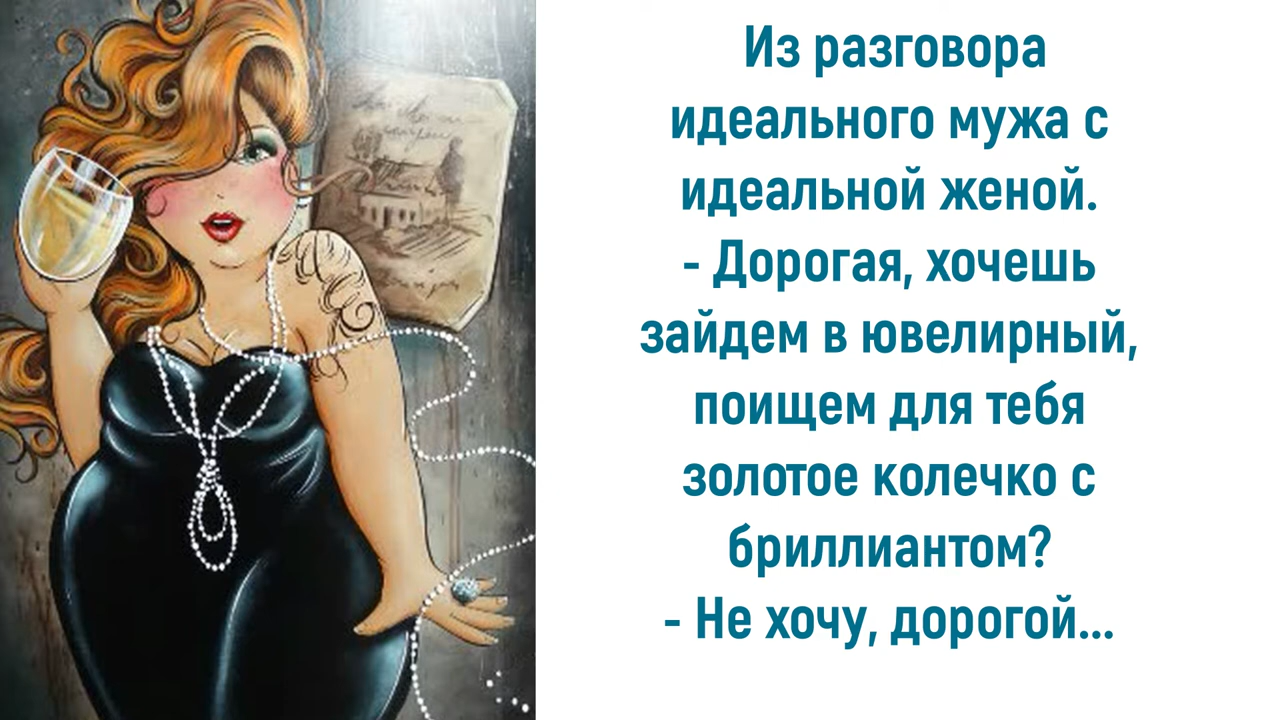 Из разговора
идеального мужа с
идеальной женой.
- Дорогая, хочешь
зайдем в ювелирный,
поищем для тебя
золотое колечко с
бриллиантом?
- Не хочу, дорогой...